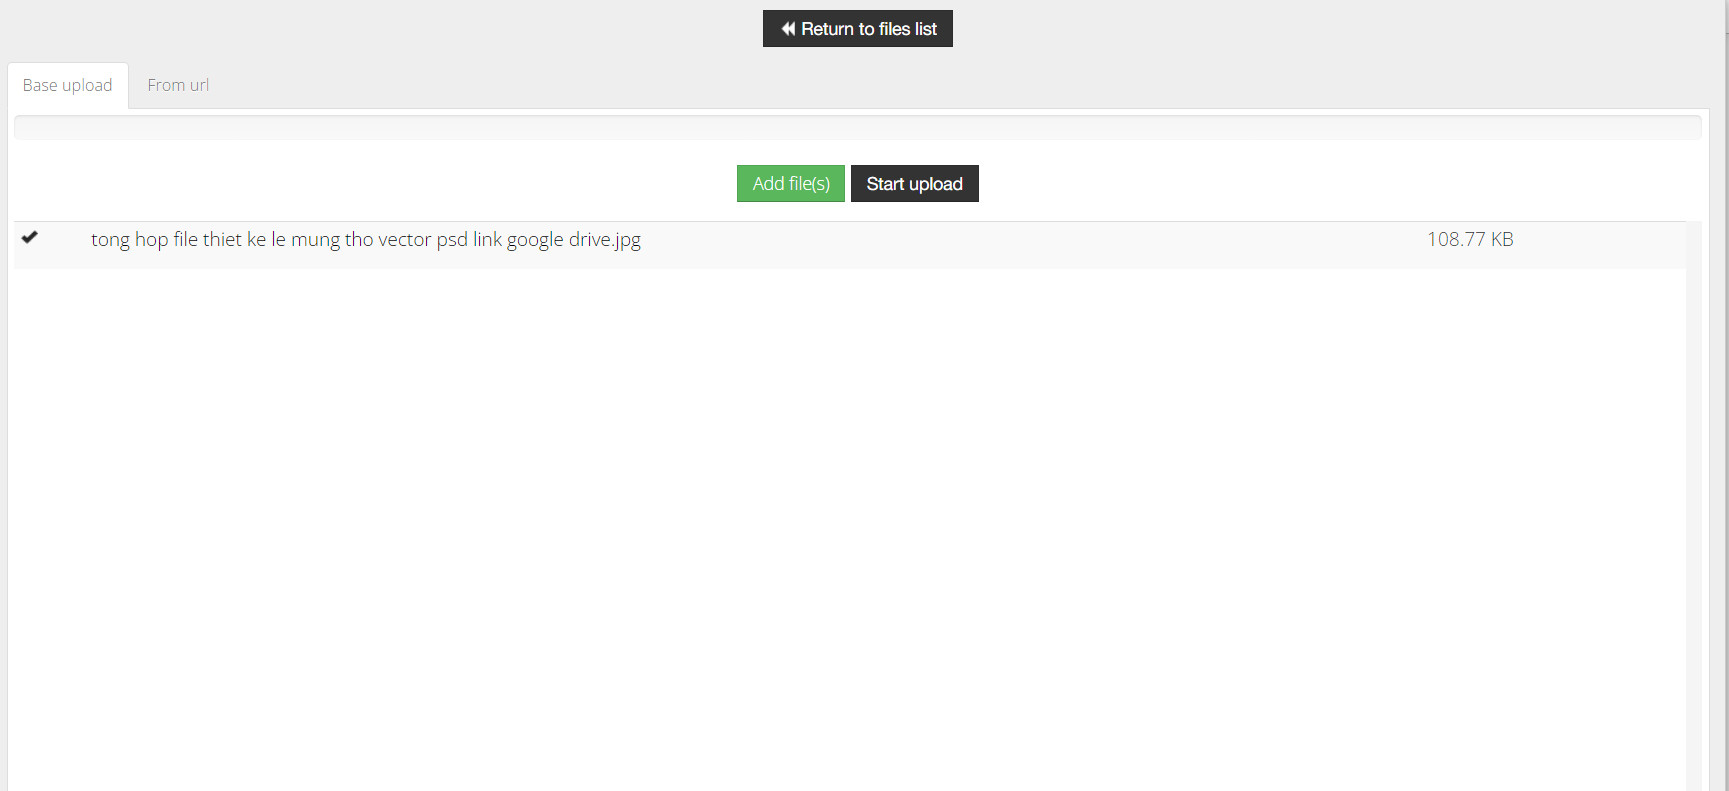 Return to files list
Base upload
From url
Add file(s)
Start upload
tong hop file thiet ke le mung tho vector psd link google drive.jpg
108.77 KB